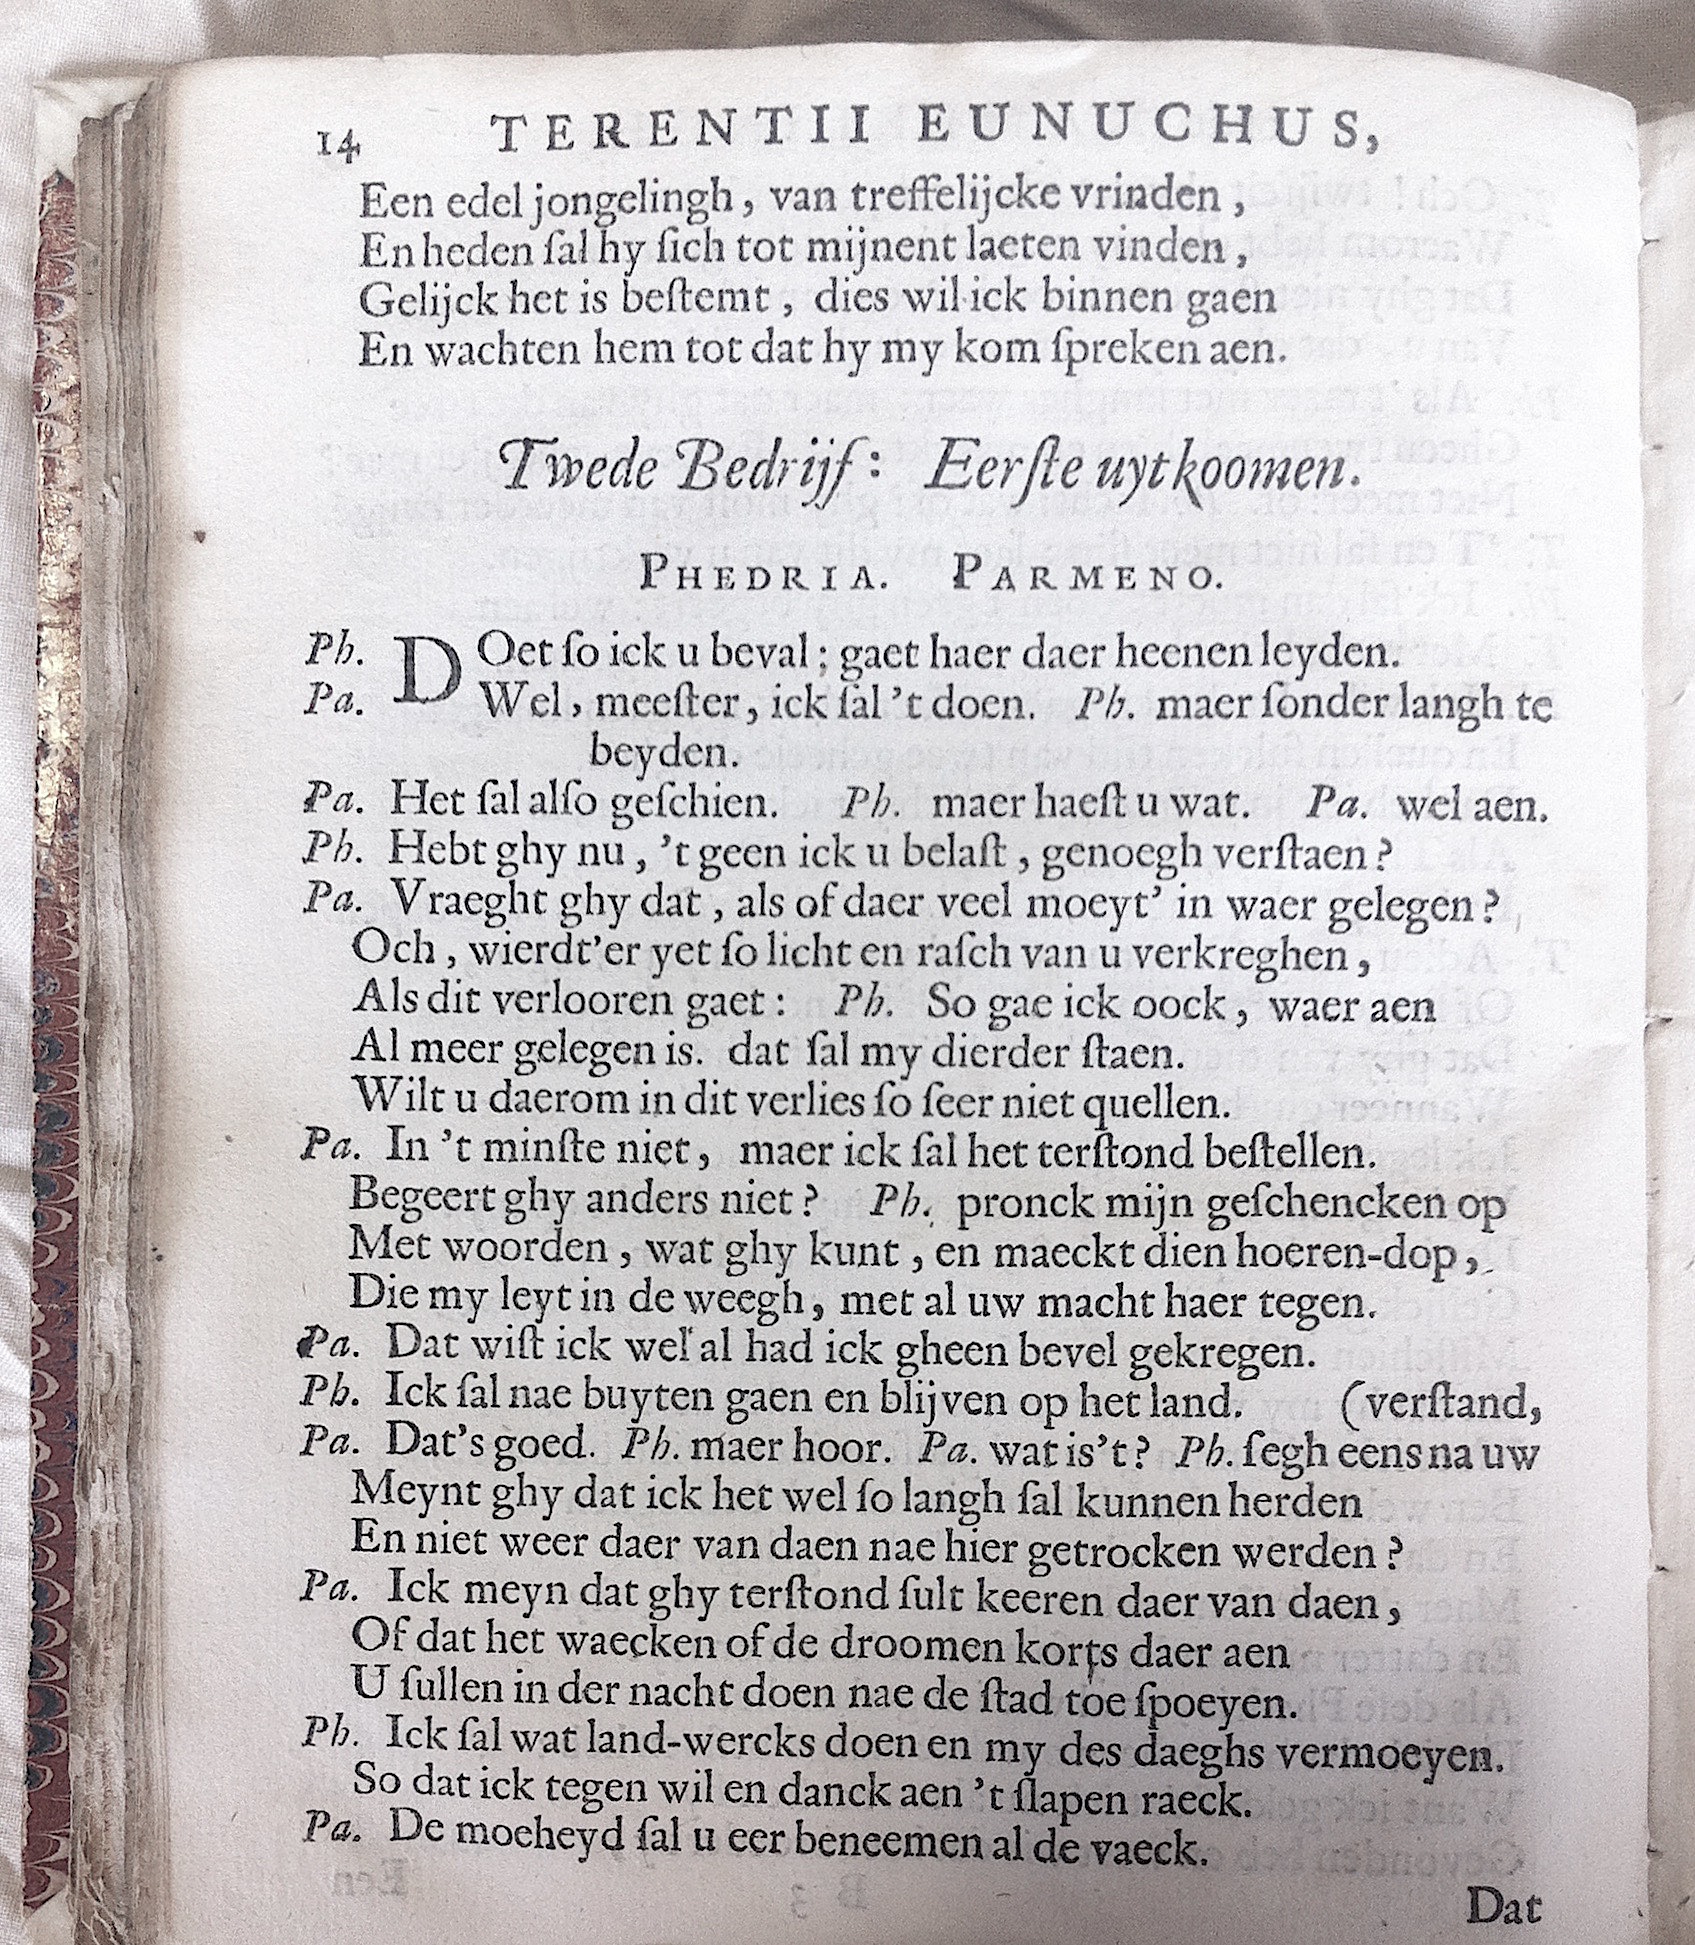 14 TERENTII EUNUCHUS,
Een edel jongelingh, van treffelijcke vrinden,
En heden ſal hy ſich tot mijnent laeten vinden,
Gelijck het is beſtemt, dies wil ick binnen gaen
En wachten hem tot dat hy my kom ſpreken aen.
Twede Bedrijf: Eerſte uytkoomen.
PHEDRIA. PARMENO.
Ph. DOet ſo ick u beval; gaet haer daer heenen leyden.
Pa. Wel, meeſter, ick ſal 't doen. Ph. maer ſonder langh te
beyden.
Pa. Het ſal alſo geſchien. Ph. maer haeſt u wat. Pa. wel aen.
Ph. Hebt ghy nu, 't geen ick u belaſt, genoegh verſtaen?
Pa. Vraeght ghy dat, als of daer veel moeyt' in waer gelegen?
Och, wierdt'er yet ſo licht en raſch van u verkreghen,
Als dit verlooren gaet: Ph. So gae ick oock, waer aen
Al meer gelegen is. dat ſal my dierder ſtaen.
Wilt u daerom in dit verlies ſo ſeer niet quellen.
Pa. In 't minſte niet, maer ick ſal het terſtond beſtellen.
Begeert ghy anders niet? Ph. pronck mijn geſchencken op
Met woorden, wat ghy kunt, en maeckt dien hoeren-dop,
Die my leyt in de weegh, met al uw macht haer tegen.
Pa. Dat wiſt ick wel al had ick gheen bevel gekregen.
Ph. Ick ſal nae buyten gaen en blijven op het land. (verſtand,
Pa. Dat's goed. Ph. maer hoor. Pa. wat is't? Ph. ſegh eens na uw
Meynt ghy dat ick het wel ſo langh ſal kunnen herden
En niet weer daer van daen nae hier getrocken werden?
Pa. Ick meyn dat ghy terſtond ſult keeren daer van daen,
Of dat het waecken of de droomen korts daer aen
U ſullen in der nacht doen nae de ſtad toe ſpoeyen.
Ph. Ick ſal wat land-wercks doen en my des daeghs vermoeyen.
So dat ick tegen wil en danck aen 't ſlapen raeck.
Pa. De moeheyd ſal u eer beneemen al de vaeck.
Dat